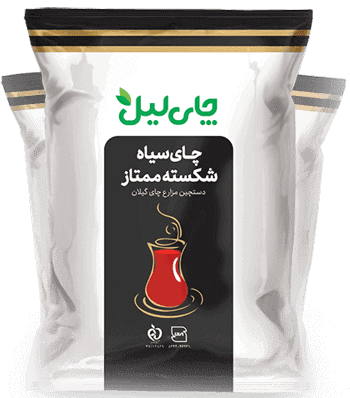 چای لیل
چای سیاه
شکسته ممتاز
دستچین مزارع چای گیلان